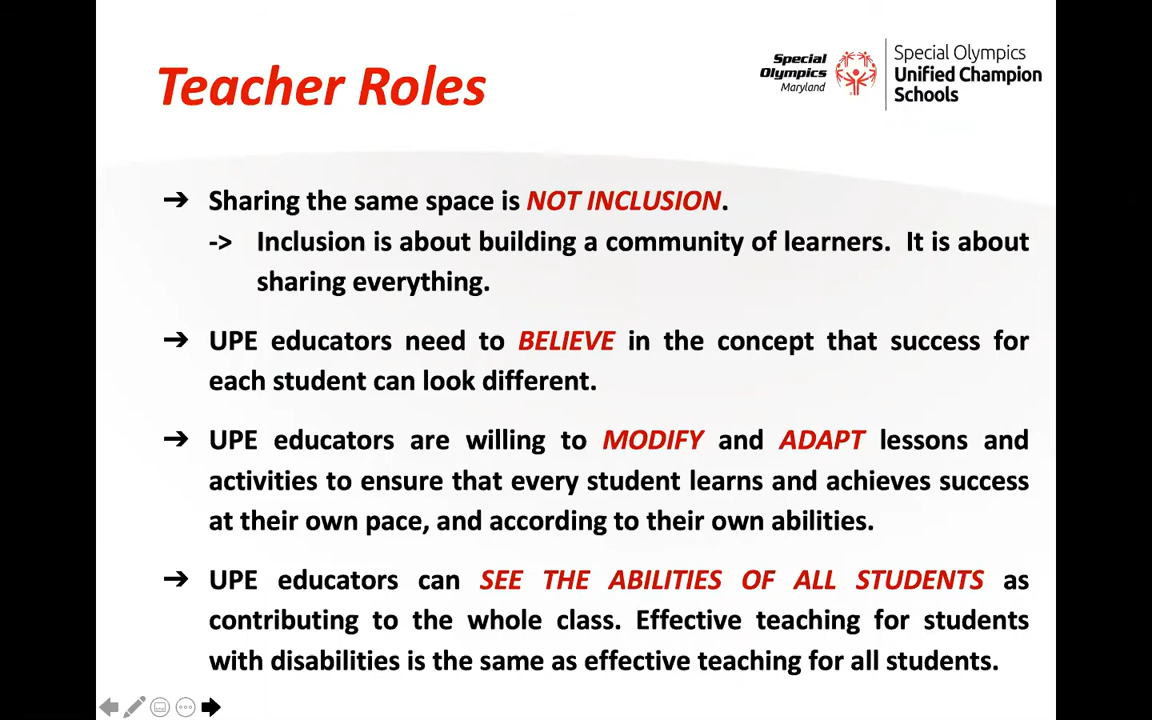 Teacher Roles
Special
Olympics
Maryland
Special Olympics
Unified Champion
Schools
➔ Sharing the same space is NOT INCLUSION.
-> Inclusion is about building a community of learners. It is about
sharing everything.
➔ UPE educators need to BELIEVE in the concept that success for
each student can look different.
➔ UPE educators are willing to MODIFY and ADAPT lessons and
activities to ensure that every student learns and achieves success
at their own pace, and according to their own abilities.
➔ UPE educators can SEE THE ABILITIES OF ALL STUDENTS as
contributing to the whole class. Effective teaching for students
with disabilities is the same as effective teaching for all students.